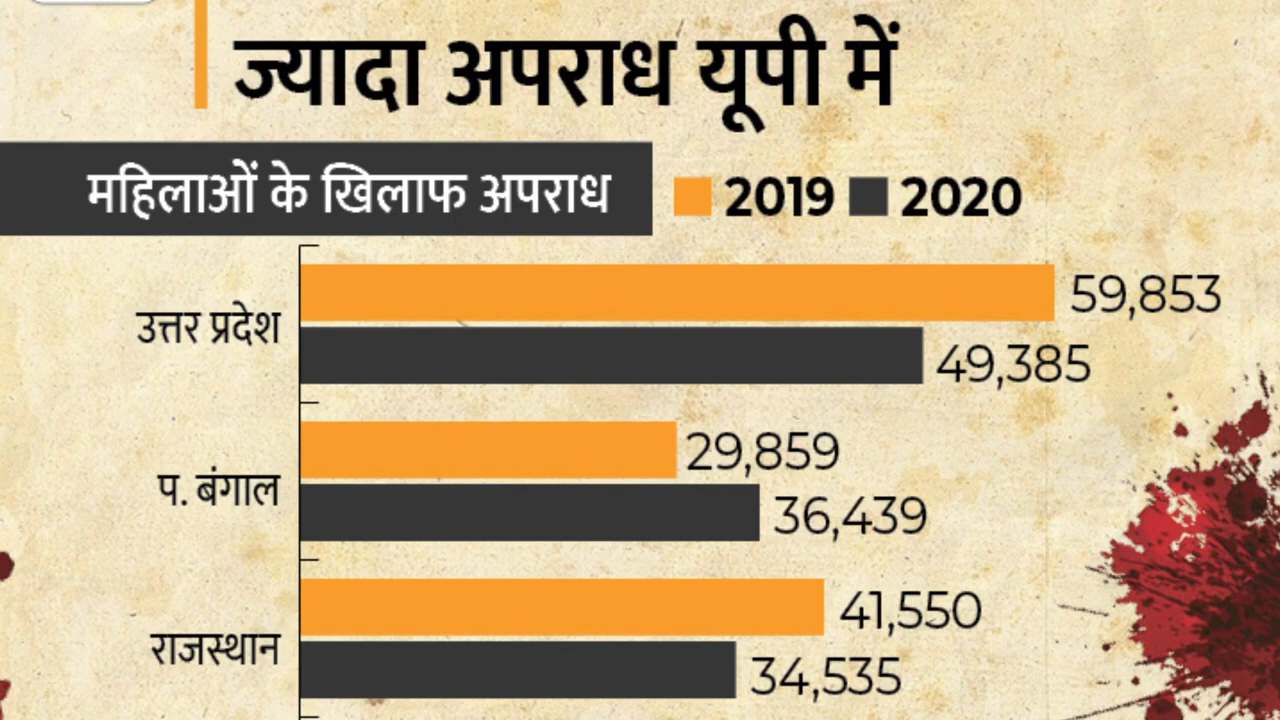 ज्यादा अपराध यूपी में
महिलाओं के खिलाफ अपराध 2019 2020
उत्तर प्रदेश 59,853
49,385
प. बंगाल 29,859
36,439
राजस्थान 41,550
34,535